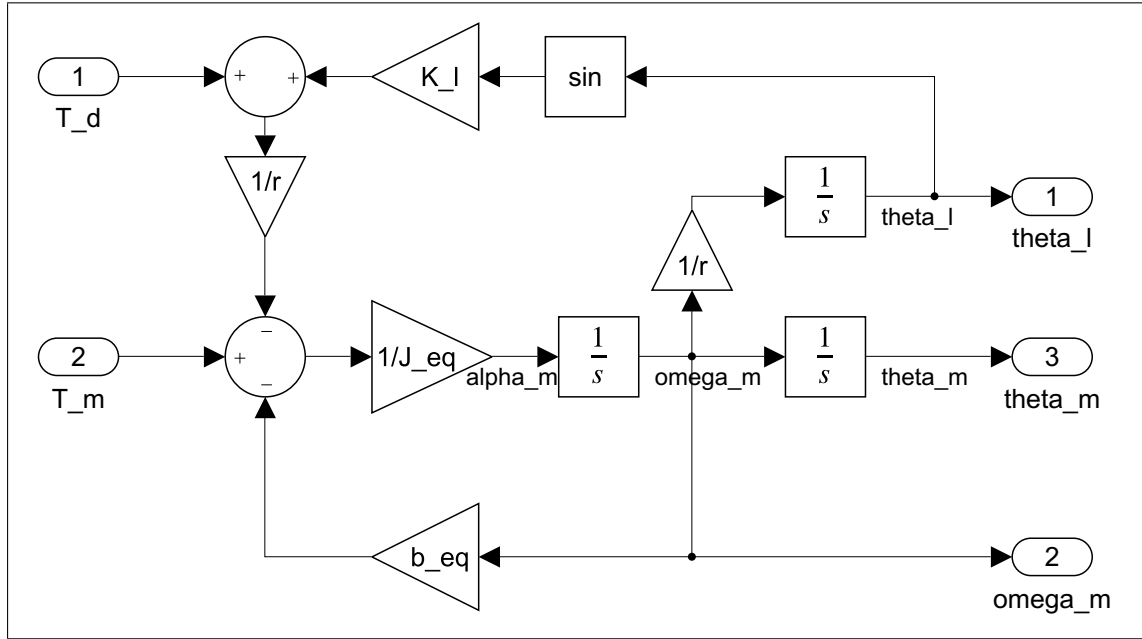 1
T_d
+
+
K_l
sin
1/r
1
s
theta_l
1
theta_l
1/r
2
T_m
+
−
−
1/J_eq
alpha_m
1
s
omega_m
1
s
theta_m
3
theta_m
b_eq
2
omega_m